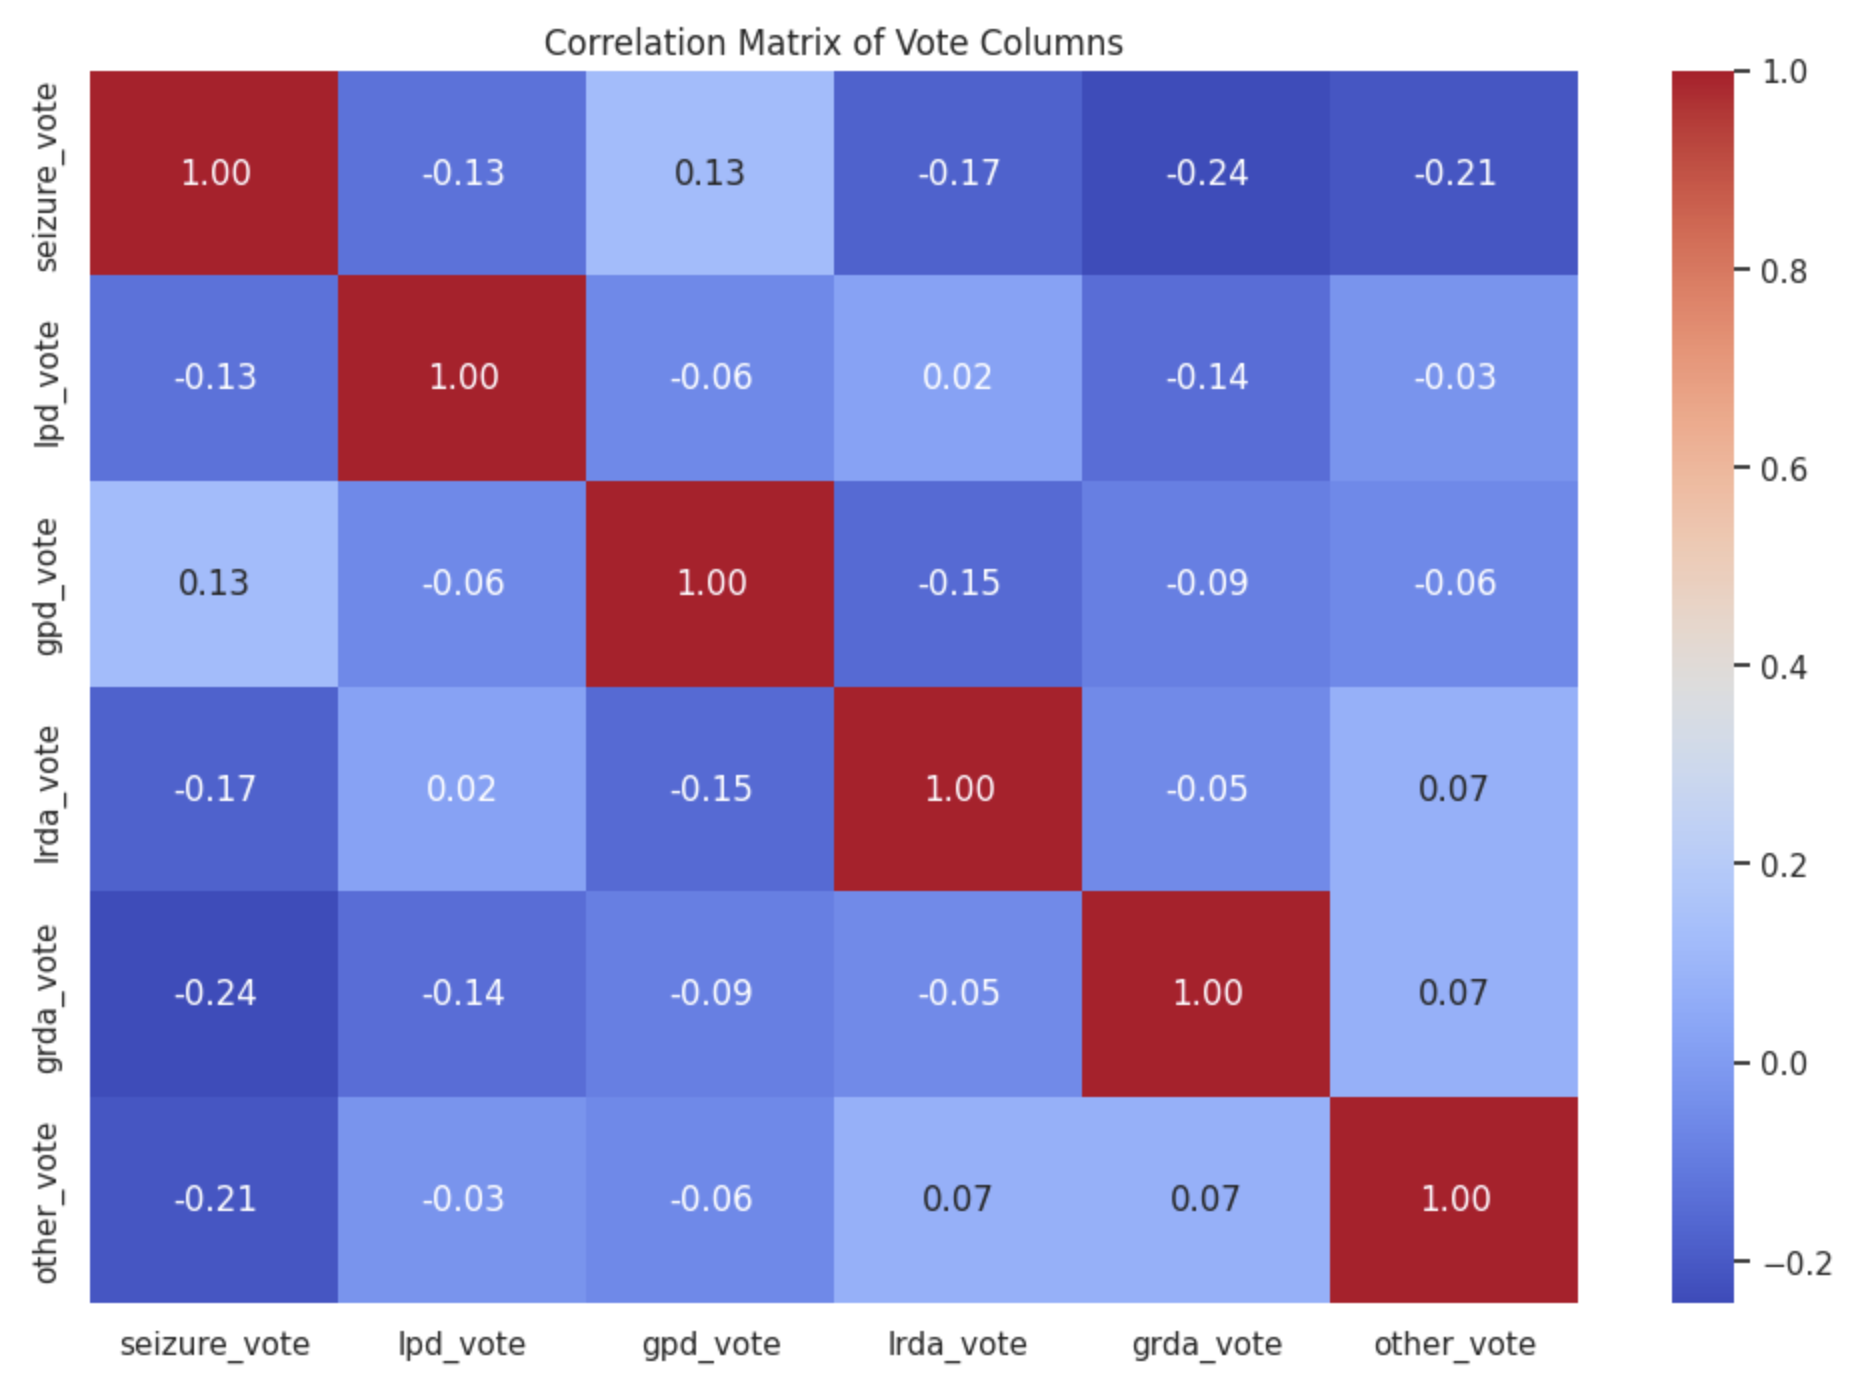 Correlation Matrix of Vote Columns
seizure_vote 1.00 -0.13 0.13 -0.17 -0.24 -0.21
lpd_vote -0.13 1.00 -0.06 0.02 -0.14 -0.03
gpd_vote 0.13 -0.06 1.00 -0.15 -0.09 -0.06
lrda_vote -0.17 0.02 -0.15 1.00 -0.05 0.07
grda_vote -0.24 -0.14 -0.09 -0.05 1.00 0.07
other_vote -0.21 -0.03 -0.06 0.07 0.07 1.00
seizure_vote lpd_vote gpd_vote lrda_vote grda_vote other_vote
1.0
0.8
0.6
0.4
0.2
0.0
−0.2